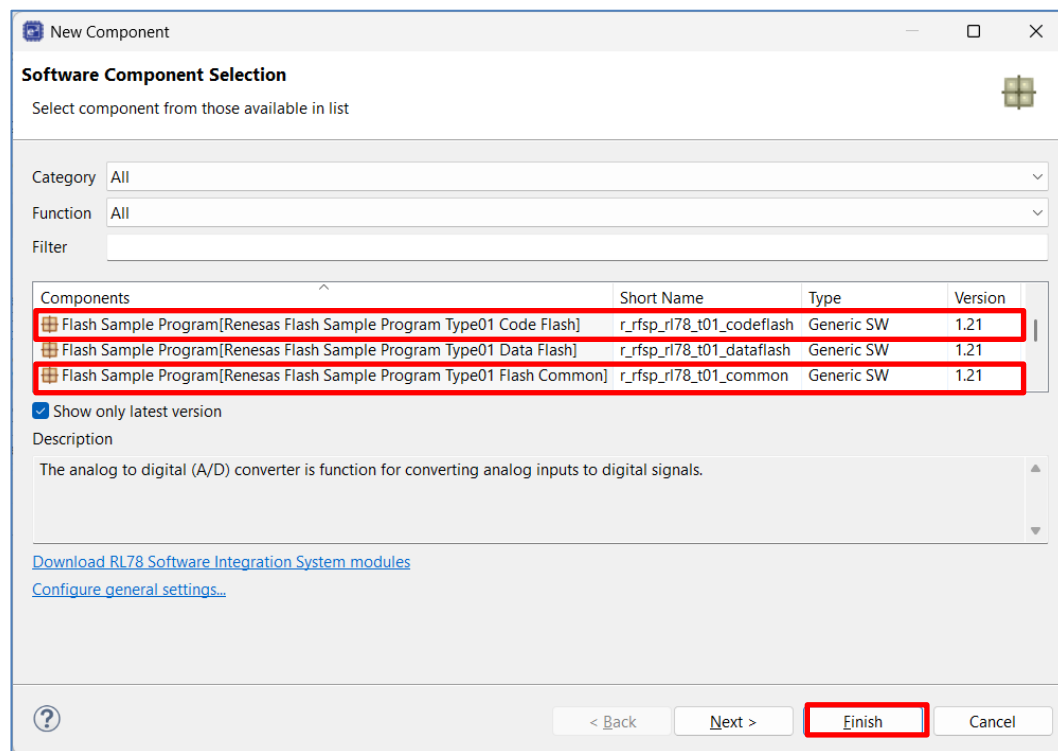 New Component
Software Component Selection
Select component from those available in list
Category All
Function All
Filter
Components Short Name Type Version
Flash Sample Program[Renesas Flash Sample Program Type01 Code Flash] r_rfsp_rl78_t01_codeflash Generic SW 1.21
Flash Sample Program[Renesas Flash Sample Program Type01 Data Flash] r_rfsp_rl78_t01_dataflash Generic SW 1.21
Flash Sample Program[Renesas Flash Sample Program Type01 Flash Common] r_rfsp_rl78_t01_common Generic SW 1.21
Show only latest version
Description
The analog to digital (A/D) converter is function for converting analog inputs to digital signals.
Download RL78 Software Integration System modules
Configure general settings...
? < Back Next > Finish Cancel